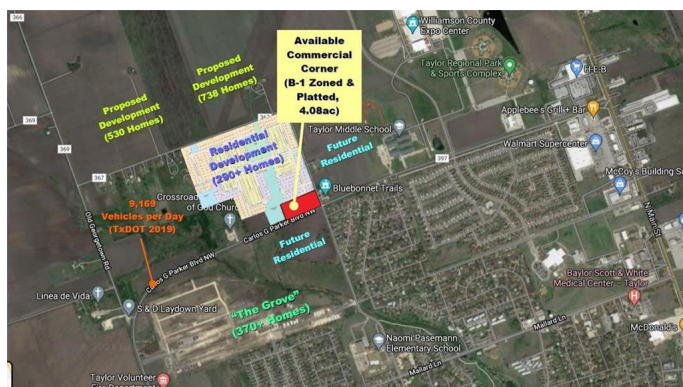 366
Williamson County
Expo Center
Available
Commercial
Corner
(B-1 Zoned &
Platted,
4.08ac)
Proposed
Development
(738 Homes)
Taylor Regional Park
& Sports Complex
H-E-B
Proposed
Development
(530 Homes)
Applebee's Grill + Bar
369
369
Taylor Middle School
Residential
Development
(290+ Homes)
Future
Residential
Walmart Supercenter
397
367
McCoy's Building Su
Bluebonnet Trails
9,169
Vehicles per Day
(TxDOT 2019)
Crossroad
of God Churc
Old Georgetown Rd
Carlos G Parker Blvd NW
Future
Residential
N Main St
Carlos G Parker Blvd NW
Baylor Scott & White
Medical Center - Taylor
Linea de Vida
S & D Laydown Yard
"The Grove"
(370+ Homes)
Mallard Ln
McDonald's
Naomi Pasemann
Elementary School
Mallard Ln
Taylor Volunteer